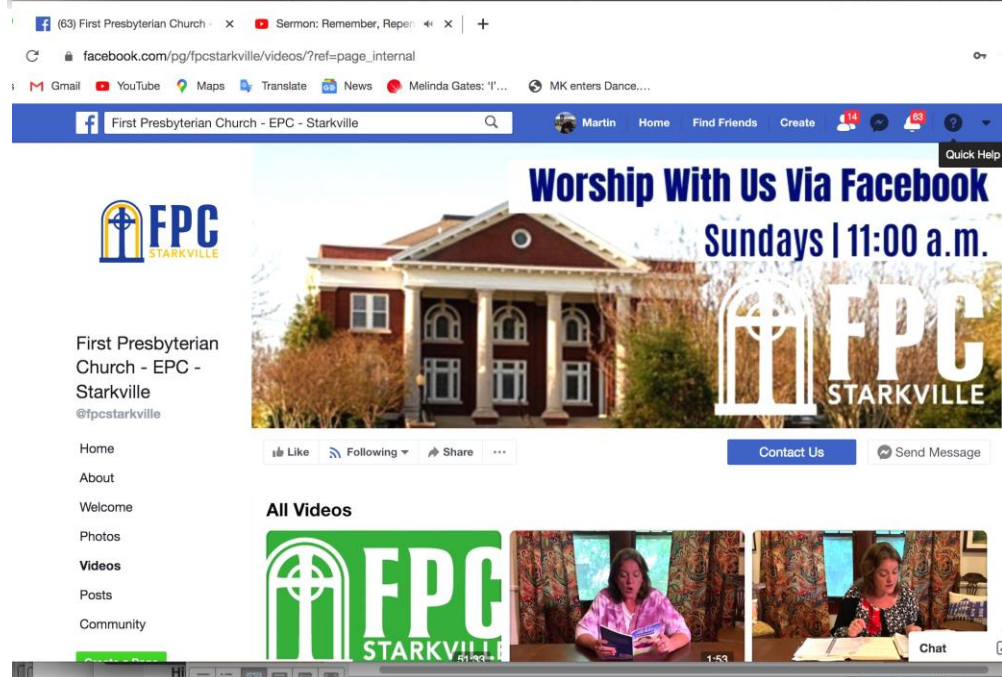 (63) First Presbyterian Church -
Sermon: Remember, Repen
facebook.com/pg/fpcstarkville/videos/?ref=page_internal
Gmail YouTube Maps Translate News Melinda Gates: 'I'... MK enters Dance....
First Presbyterian Church - EPC - Starkville
Martin Home Find Friends Create 14 63
Quick Help
FPC
STARKVILLE
First Presbyterian
Church - EPC -
Starkville
@fpcstarkville
Home
About
Welcome
Photos
Videos
Posts
Community
Create a Page
Worship With Us Via Facebook
Sundays | 11:00 a.m.
FPC
STARKVILLE
Like Following Share ...
Contact Us Send Message
All Videos
FPC
STARKVILLE
51:33
1:53
Chat